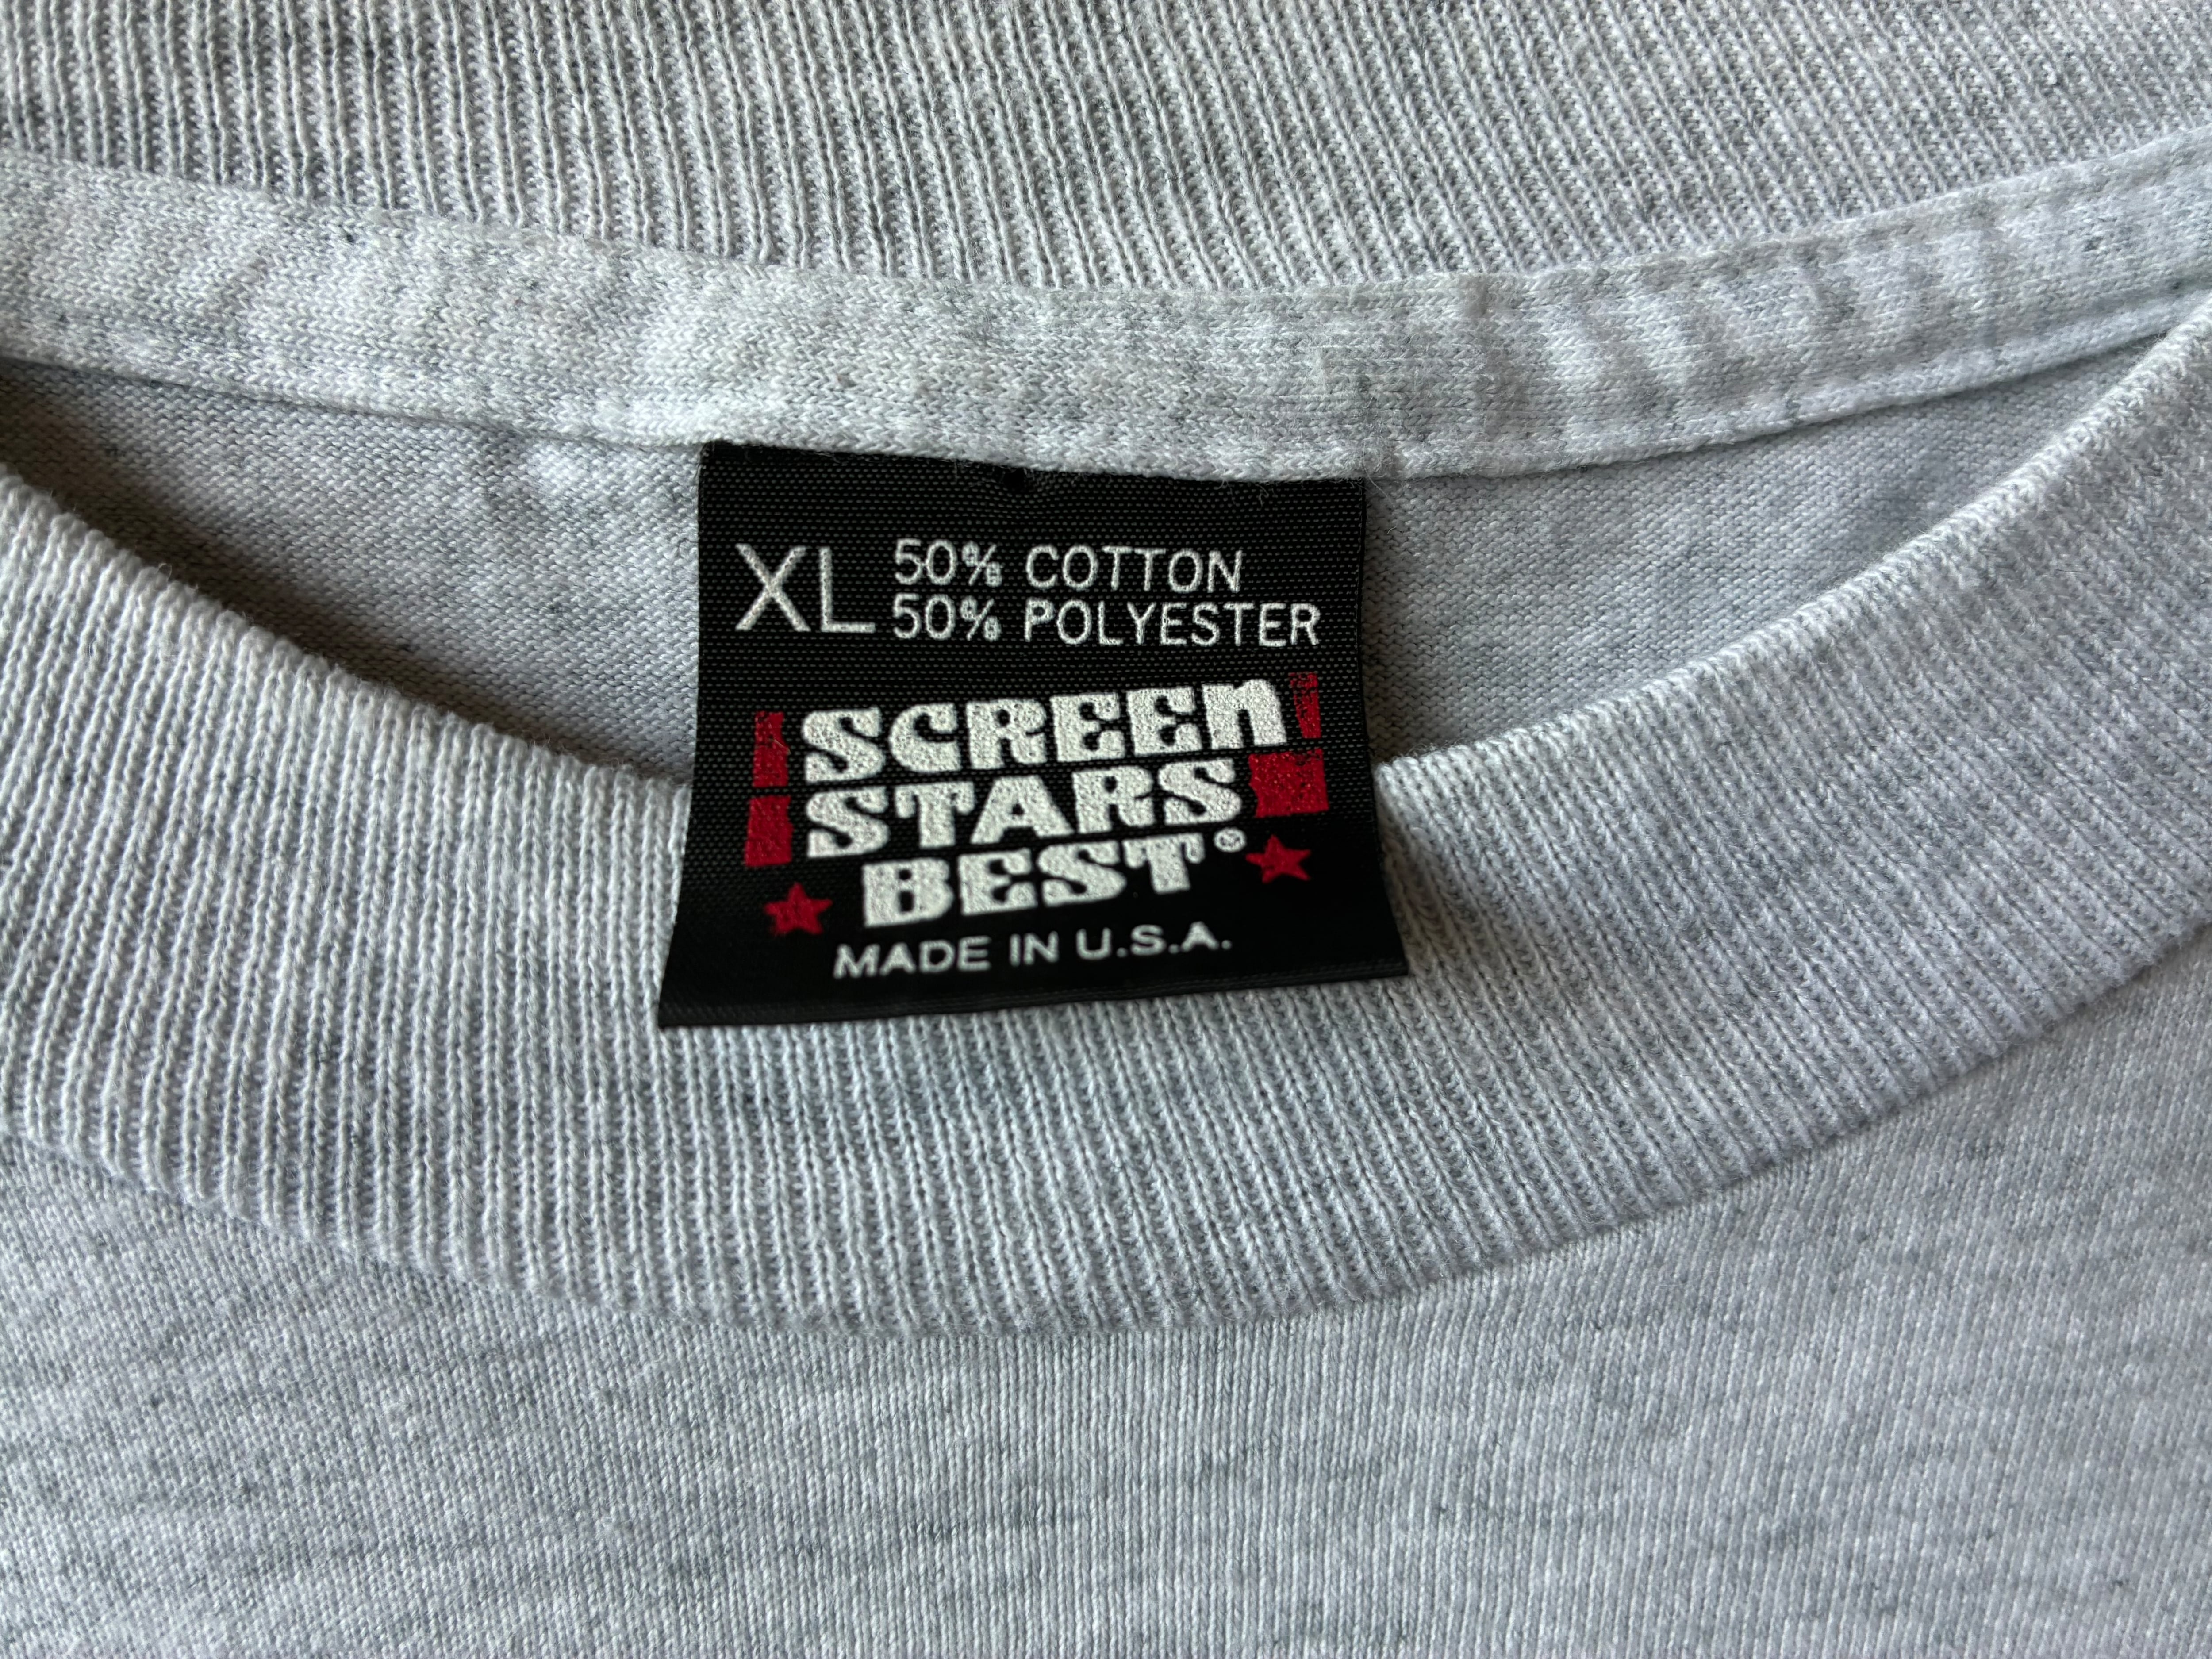 XL 50% COTTON
50% POLYESTER
SCREEN
STARS
BEST®
MADE IN U.S.A.